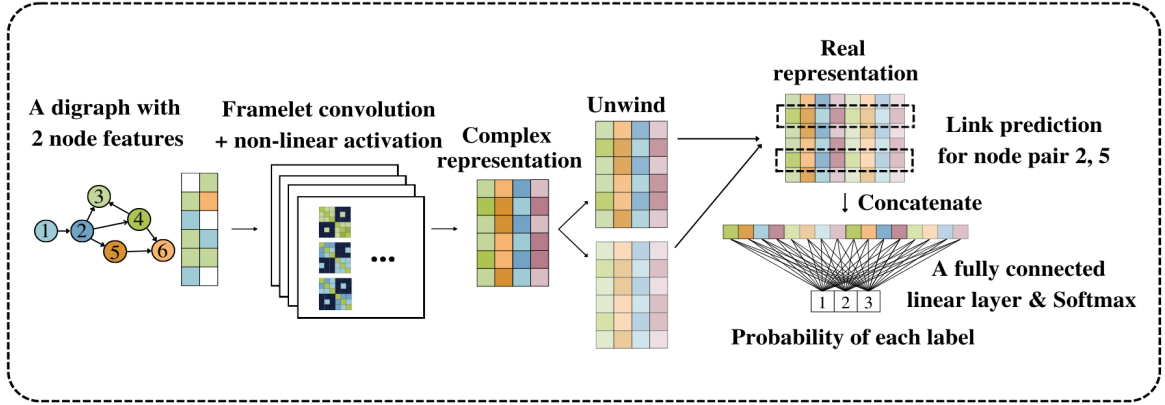 A digraph with
2 node features
1
2
3
4
5
6
Framelet convolution
+ non-linear activation
•••
Complex
representation
Unwind
Real
representation
Link prediction
for node pair 2, 5
Concatenate
A fully connected
linear layer & Softmax
1 2 3
Probability of each label